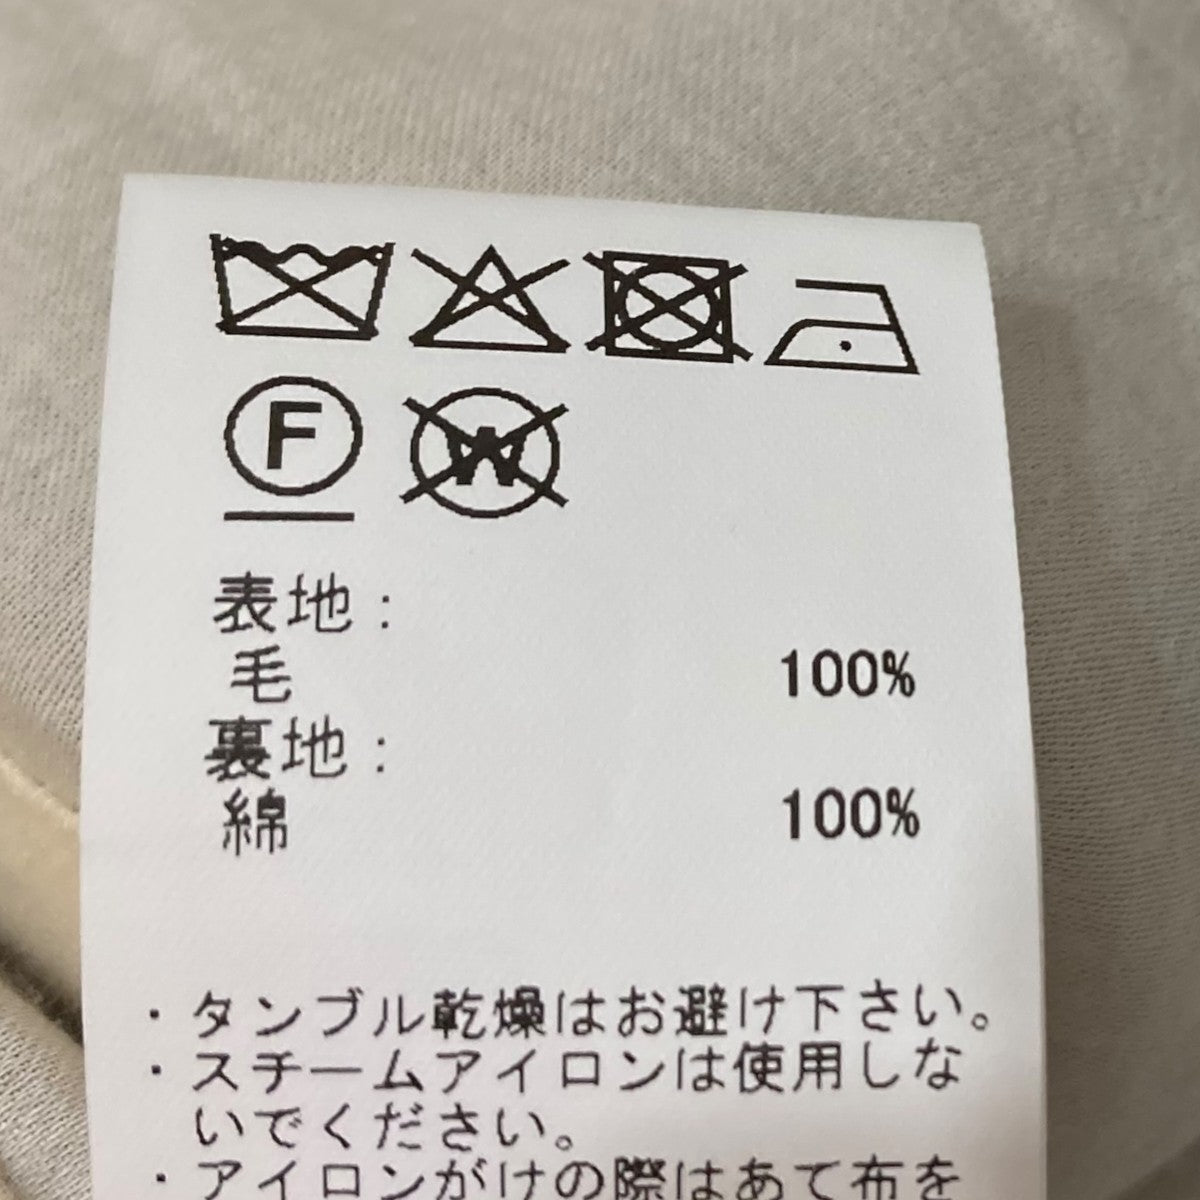 F W
表地:
毛 100%
裏地:
綿 100%
・タンブル乾燥はお避け下さい。
・スチームアイロンは使用しな
いでください。
・アイロンがけの際はあて布を